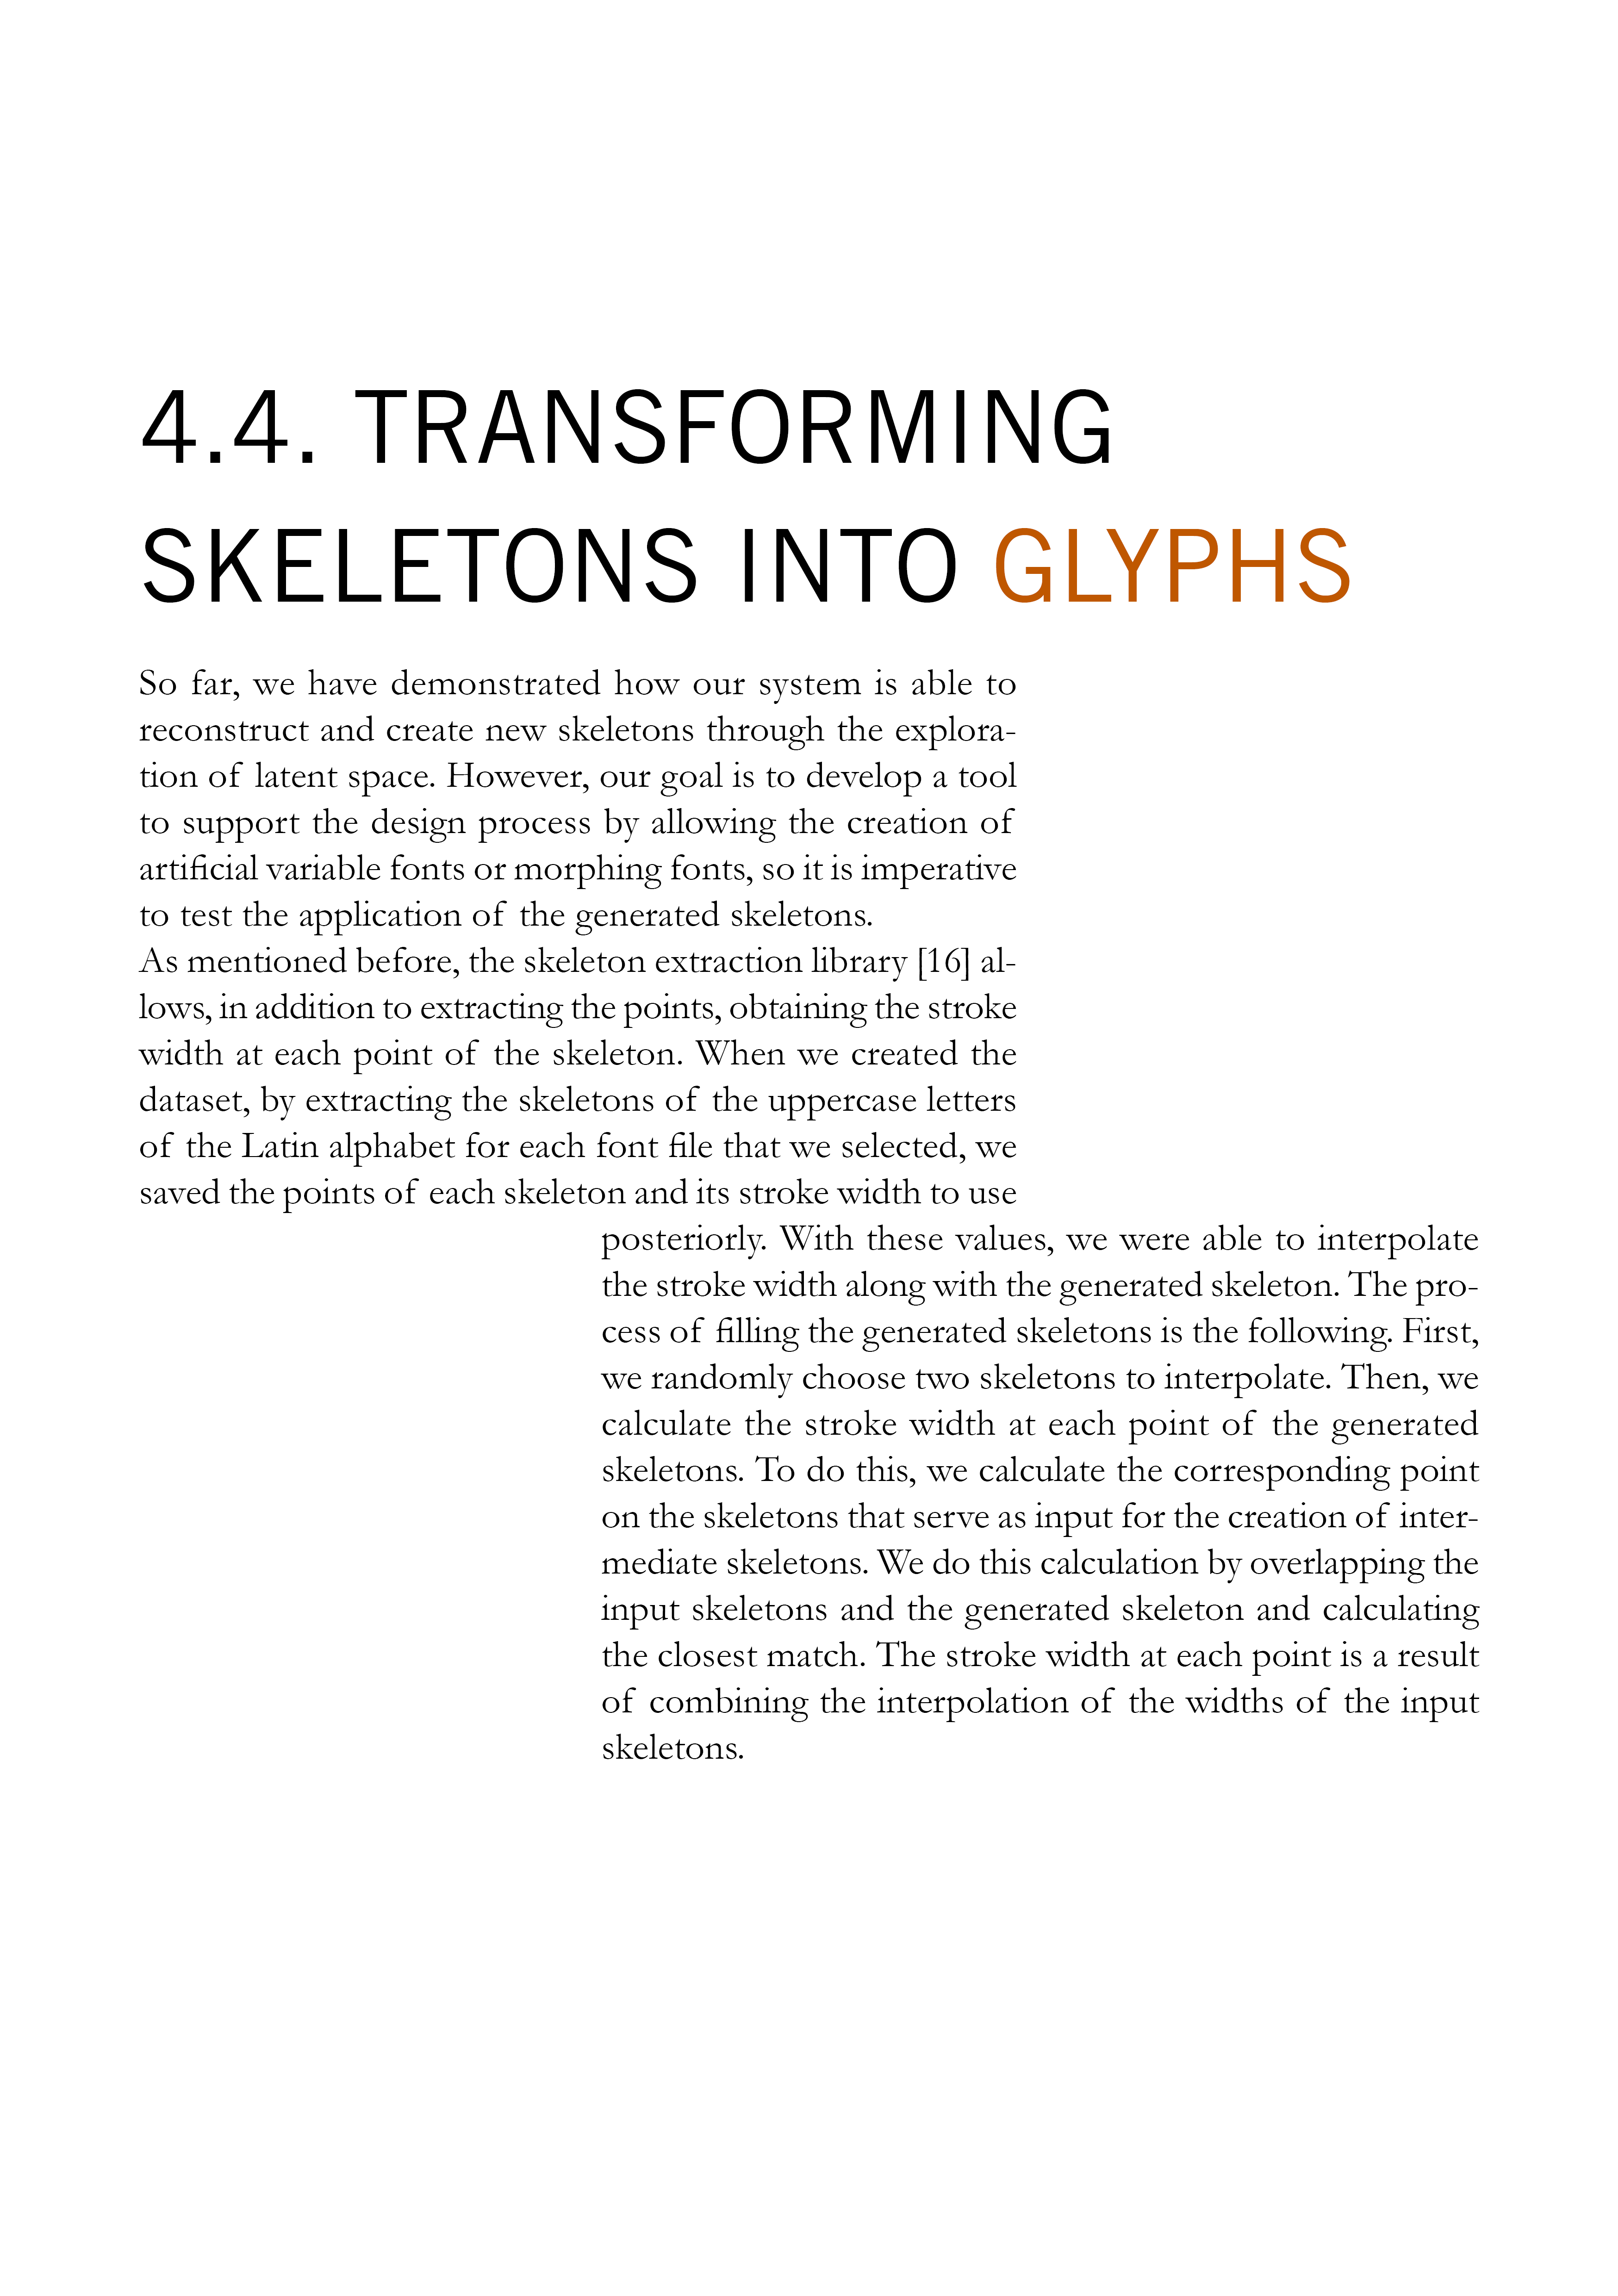 4.4. TRANSFORMING
SKELETONS INTO GLYPHS
So far, we have demonstrated how our system is able to
reconstruct and create new skeletons through the explora-
tion of latent space. However, our goal is to develop a tool
to support the design process by allowing the creation of
artificial variable fonts or morphing fonts, so it is imperative
to test the application of the generated skeletons.
As mentioned before, the skeleton extraction library [16] al-
lows, in addition to extracting the points, obtaining the stroke
width at each point of the skeleton. When we created the
dataset, by extracting the skeletons of the uppercase letters
of the Latin alphabet for each font file that we selected, we
saved the points of each skeleton and its stroke width to use
posteriorly. With these values, we were able to interpolate
the stroke width along with the generated skeleton. The pro-
cess of filling the generated skeletons is the following. First,
we randomly choose two skeletons to interpolate. Then, we
calculate the stroke width at each point of the generated
skeletons. To do this, we calculate the corresponding point
on the skeletons that serve as input for the creation of inter-
mediate skeletons. We do this calculation by overlapping the
input skeletons and the generated skeleton and calculating
the closest match. The stroke width at each point is a result
of combining the interpolation of the widths of the input
skeletons.